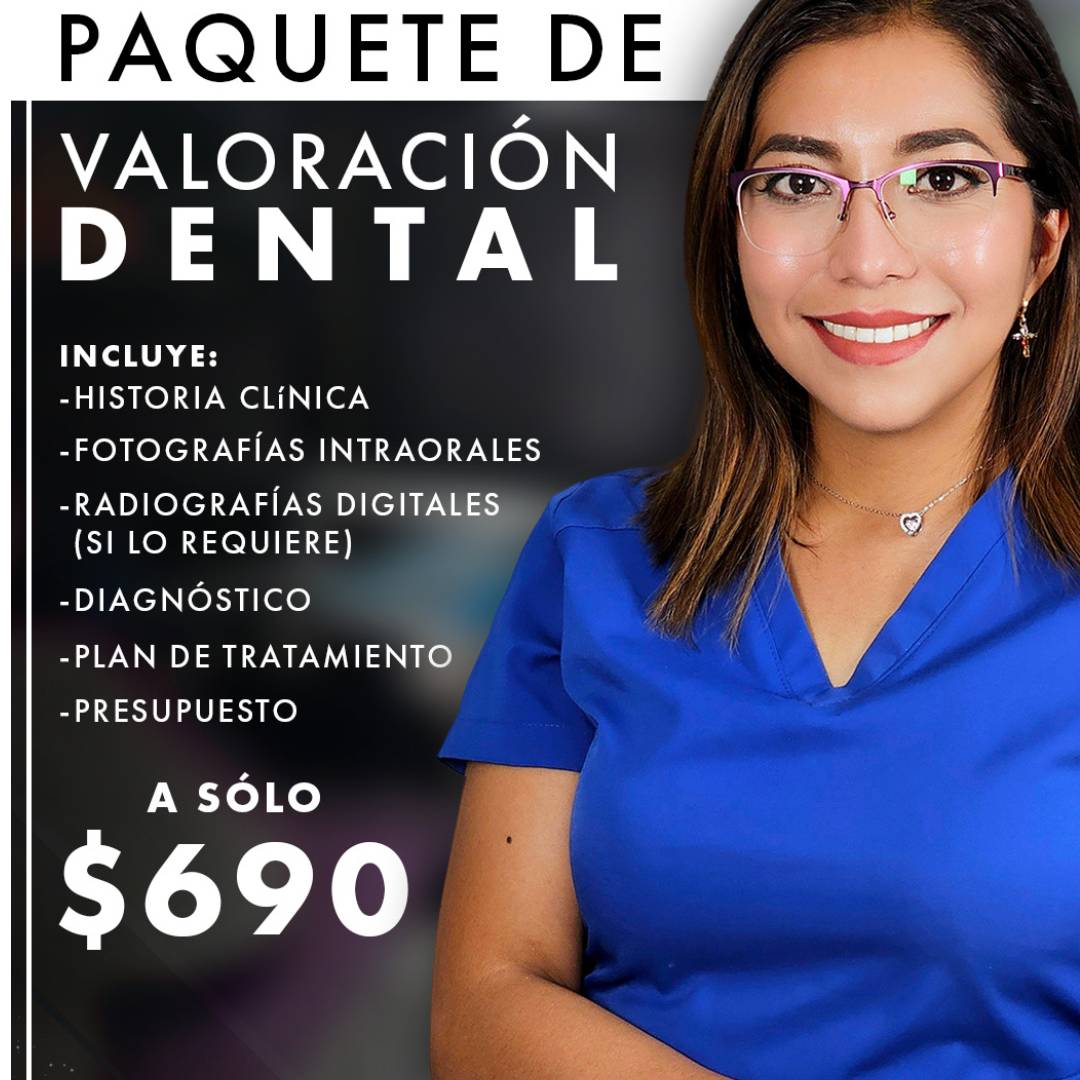 PAQUETE DE
VALORACIÓN
DENTAL
INCLUYE:
-HISTORIA CLíNICA
-FOTOGRAFÍAS INTRAORALES
-RADIOGRAFÍAS DIGITALES
(SI LO REQUIERE)
-DIAGNÓSTICO
-PLAN DE TRATAMIENTO
-PRESUPUESTO
A SÓLO
$690